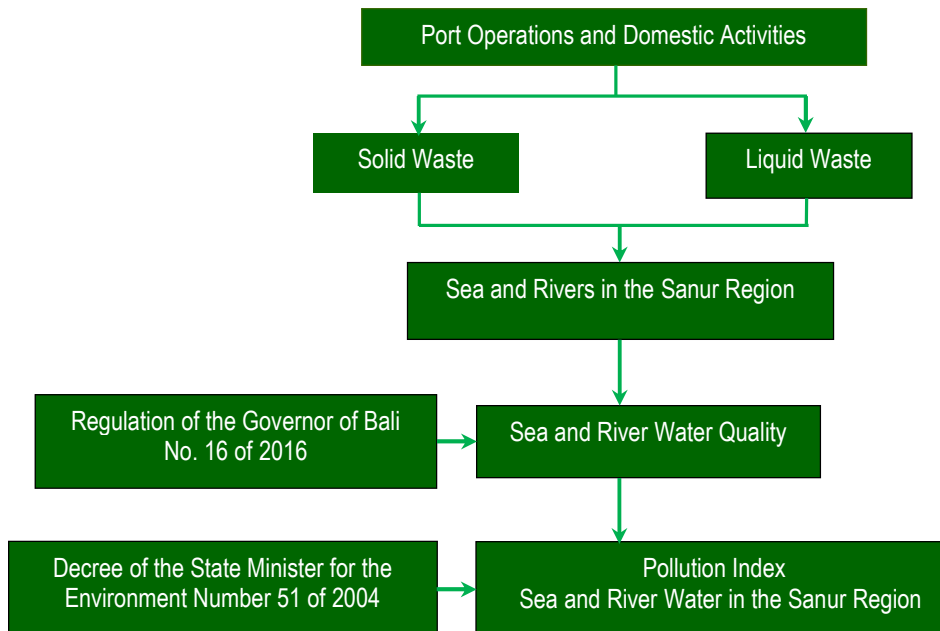 Port Operations and Domestic Activities
Solid Waste
Liquid Waste
Sea and Rivers in the Sanur Region
Regulation of the Governor of Bali
No. 16 of 2016
Sea and River Water Quality
Decree of the State Minister for the
Environment Number 51 of 2004
Pollution Index
Sea and River Water in the Sanur Region